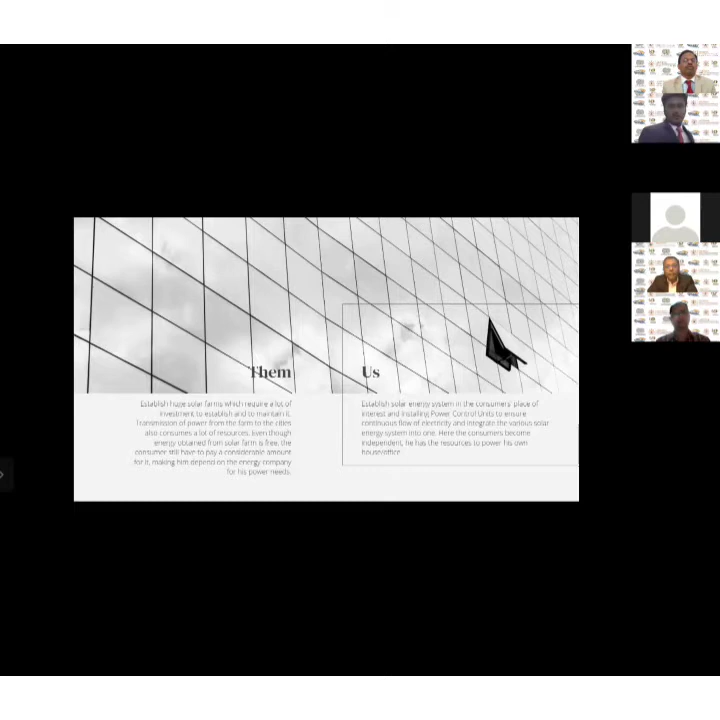 Them
Establish huge solar farms which require a lot of
investment to establish and to maintain it.
Transmission of power from the farm to the cities
also consumes a lot of resources. Even though
energy obtained from solar farm is free, the
consumer still have to pay a considerable amount
for it, making him depend on the energy company
for his power needs.
Us
Establish solar energy system in the consumers' place of
interest and installing Power Control Units to ensure
continuous flow of electricity and integrate the various solar
energy system into one. Here the consumers become
independent, he has the resources to power his own
house/office.